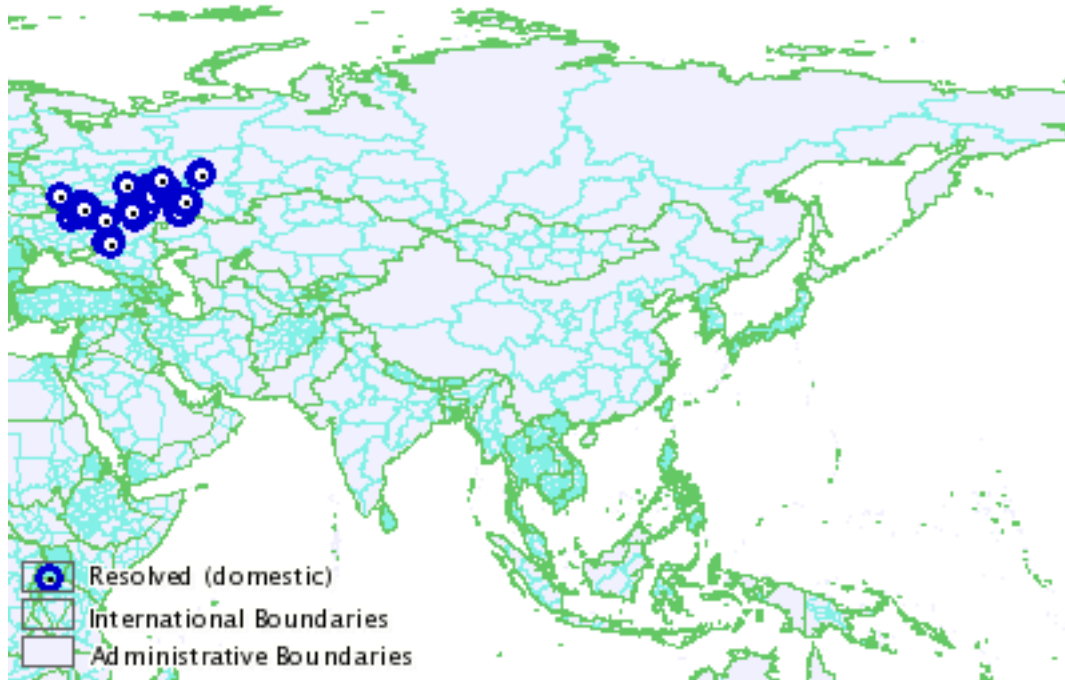 Resolved (domestic)
International Boundaries
Administrative Boundaries